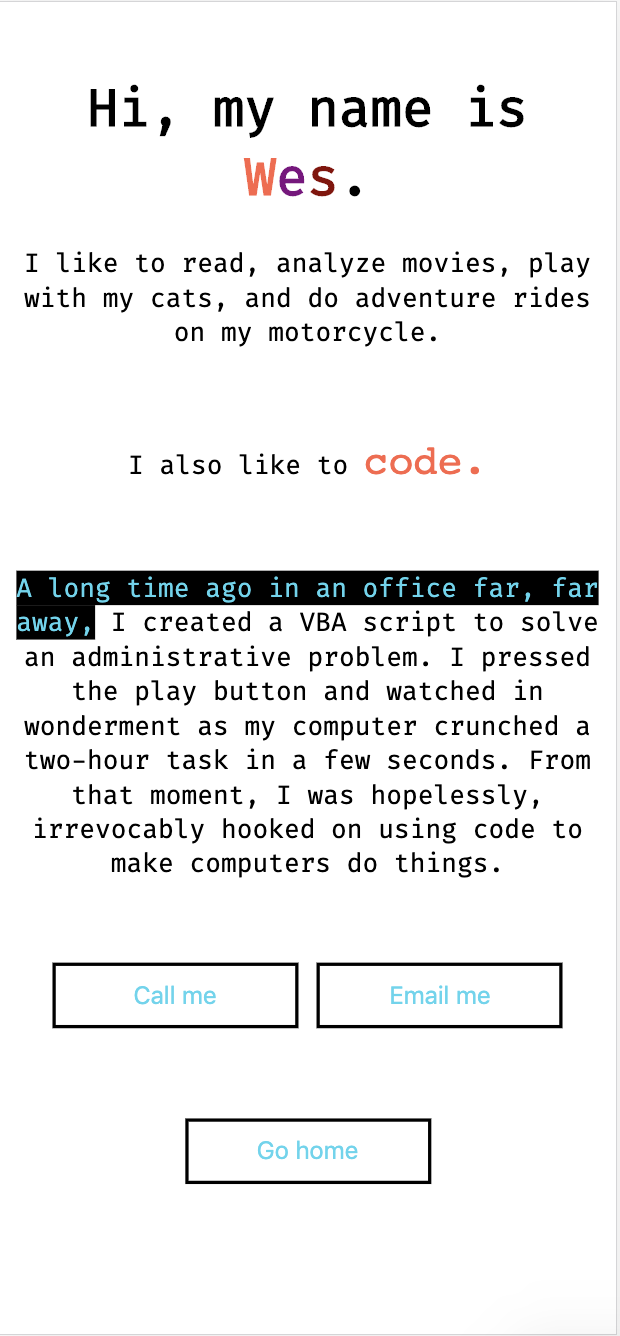 Hi, my name is
Wes.
I like to read, analyze movies, play
with my cats, and do adventure rides
on my motorcycle.
I also like to code.
A long time ago in an office far, far
away, I created a VBA script to solve
an administrative problem. I pressed
the play button and watched in
wonderment as my computer crunched a
two-hour task in a few seconds. From
that moment, I was hopelessly,
irrevocably hooked on using code to
make computers do things.
Call me
Email me
Go home